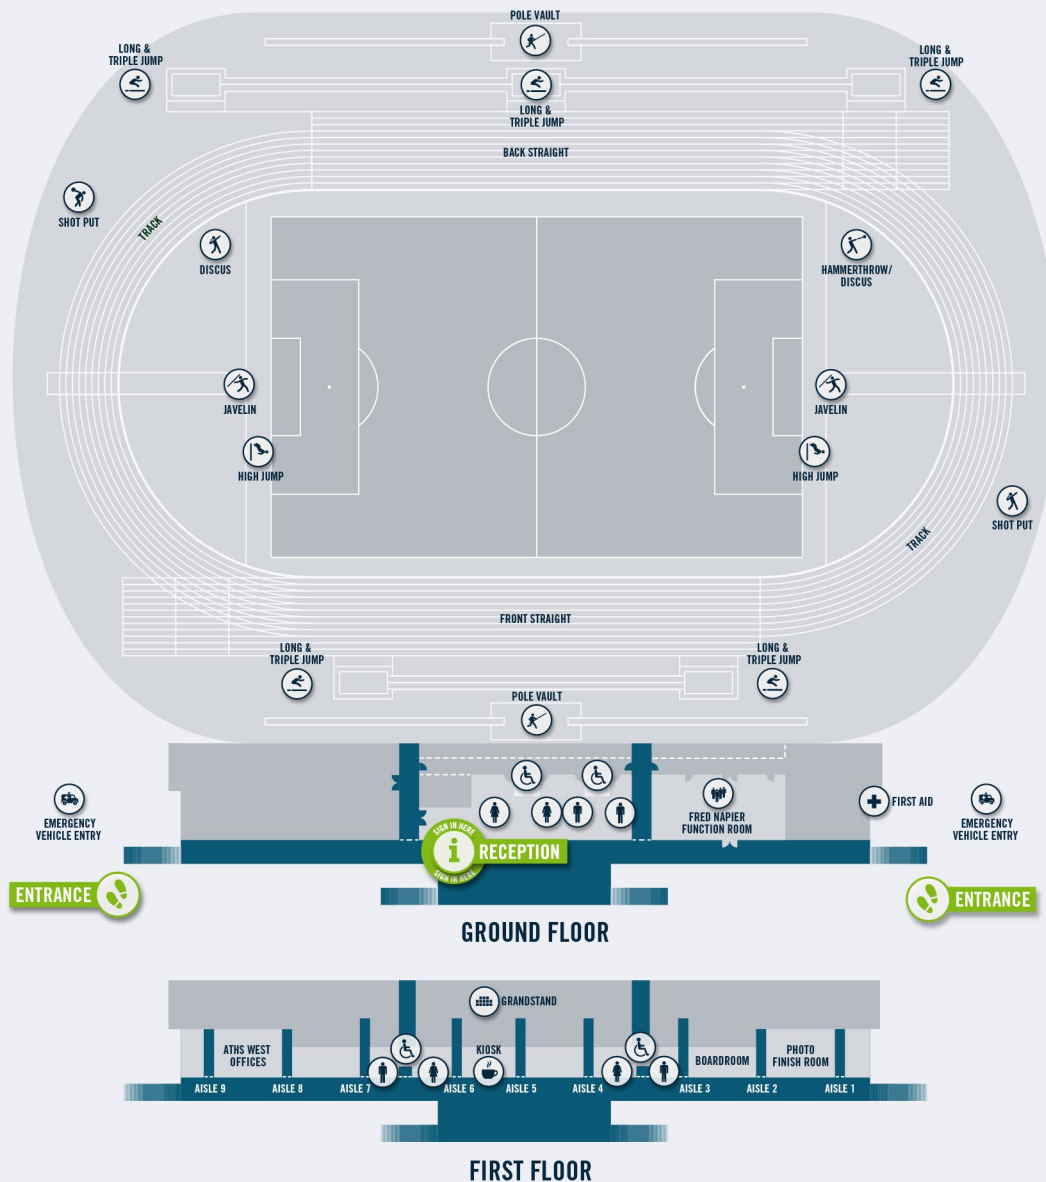 POLE VAULT
LONG &
TRIPLE JUMP
LONG &
TRIPLE JUMP
LONG &
TRIPLE JUMP
BACK STRAIGHT
SHOT PUT
TRACK
DISCUS
HAMMERTHROW/
DISCUS
JAVELIN
JAVELIN
HIGH JUMP
HIGH JUMP
SHOT PUT
TRACK
FRONT STRAIGHT
LONG &
TRIPLE JUMP
LONG &
TRIPLE JUMP
POLE VAULT
EMERGENCY
VEHICLE ENTRY
FRED NAPIER
FUNCTION ROOM
FIRST AID
EMERGENCY
VEHICLE ENTRY
SIGN IN HERE
i
RECEPTION
SIGN IN HERE
ENTRANCE
ENTRANCE
GROUND FLOOR
GRANDSTAND
ATHS WEST
OFFICES
KIOSK
BOARDROOM
PHOTO
FINISH ROOM
AISLE 9
AISLE 8
AISLE 7
AISLE 6
AISLE 5
AISLE 4
AISLE 3
AISLE 2
AISLE 1
FIRST FLOOR